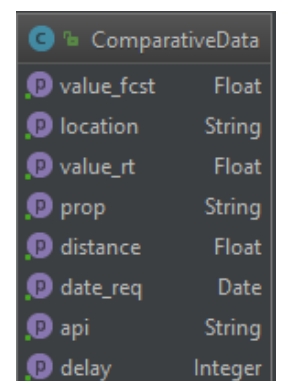 C ComparativeData
p value_fcst Float
p location String
p value_rt Float
p prop String
p distance Float
p date_req Date
p api String
p delay Integer